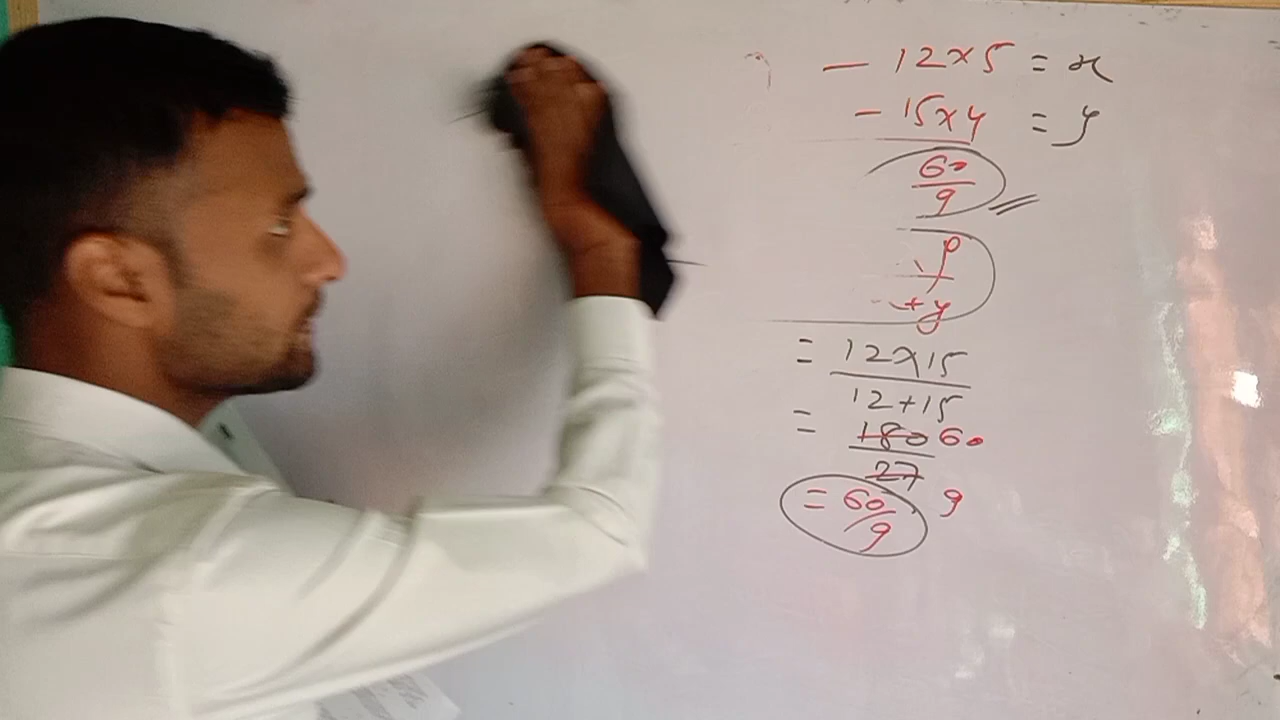 — 12×5 = x
- 15×4 = y
60
9
+ y
= 12×15
12+15
= 180 60
27
= 60/9 9